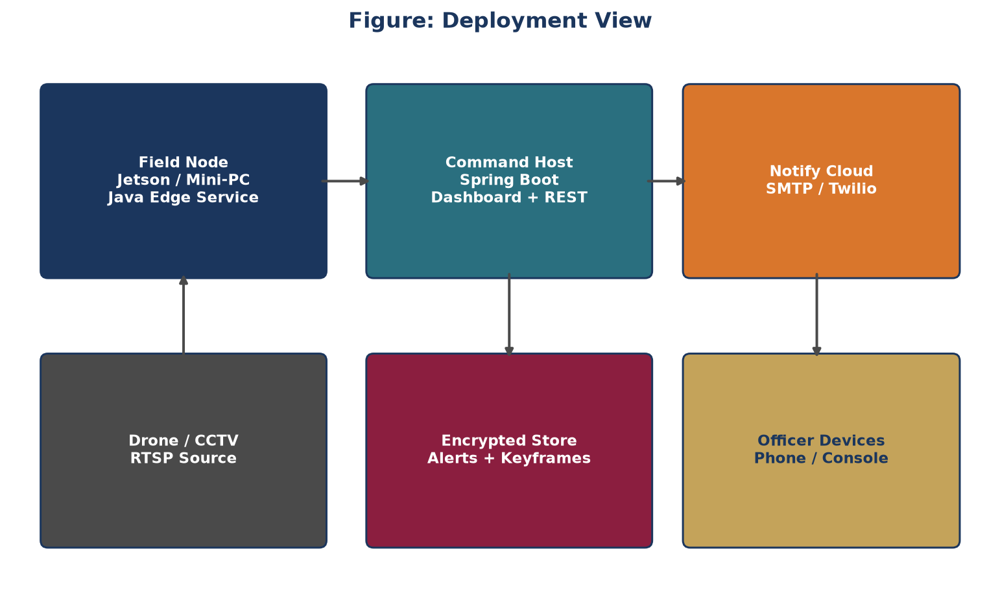 Figure: Deployment View
Field Node
Jetson / Mini-PC
Java Edge Service
Command Host
Spring Boot
Dashboard + REST
Notify Cloud
SMTP / Twilio
Drone / CCTV
RTSP Source
Encrypted Store
Alerts + Keyframes
Officer Devices
Phone / Console